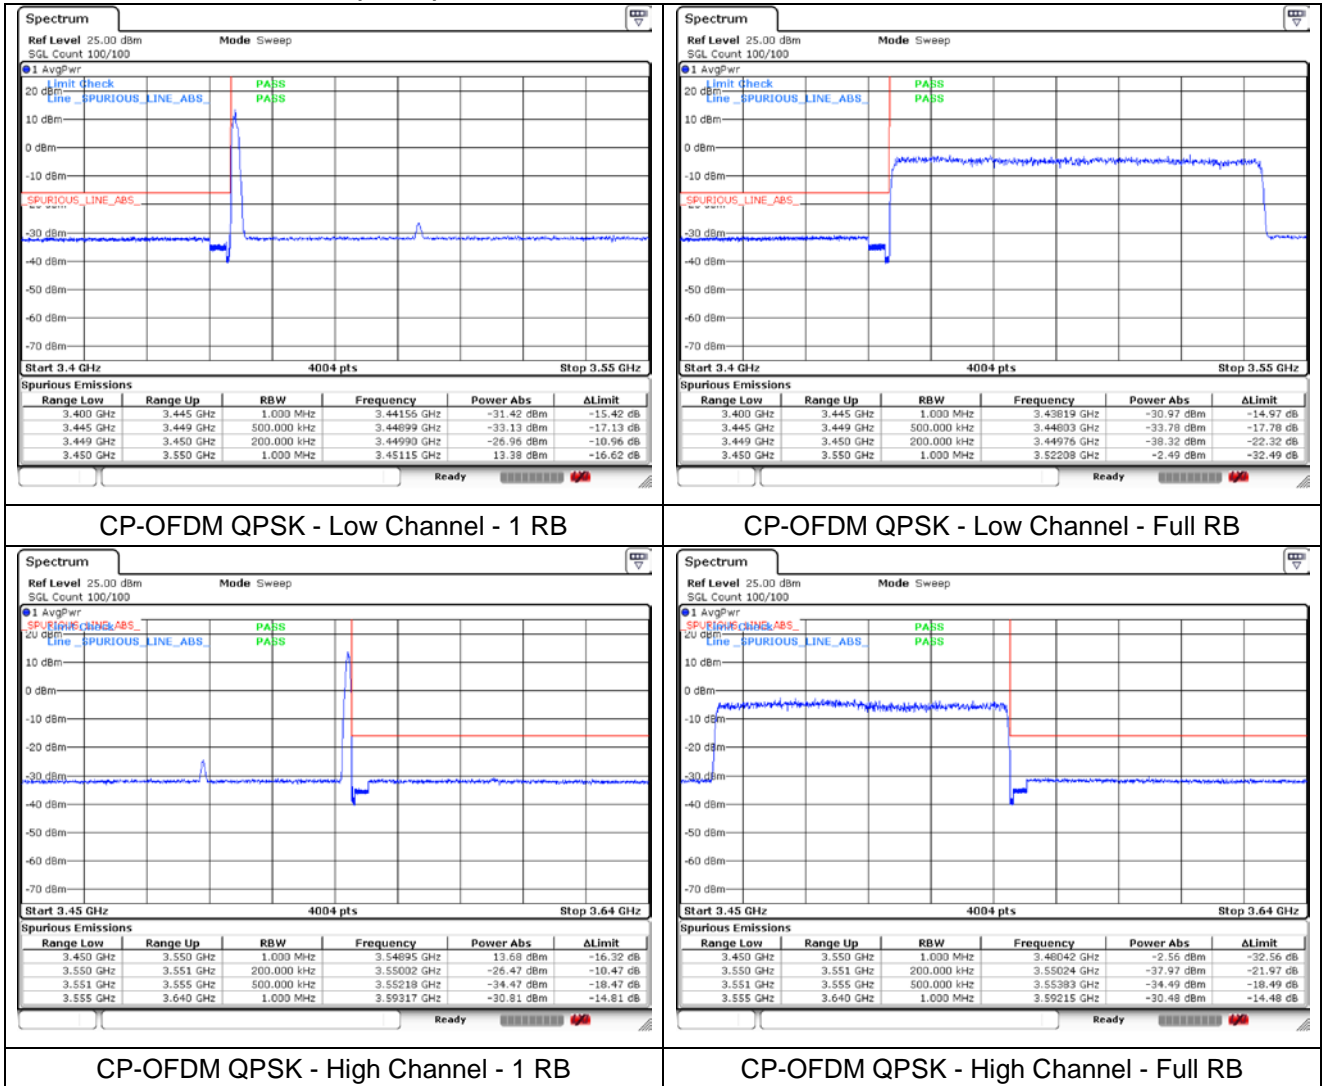 Spectrum
Ref Level 25.00 dBm Mode Sweep
SGL Count 100/100
1 AvgPwr
Limit Check PASS
20 dBm
Line _SPURIOUS_LINE_ABS_ PASS
10 dBm
0 dBm
-10 dBm
_SPURIOUS_LINE_ABS_
-20 dBm
-30 dBm
-40 dBm
-50 dBm
-60 dBm
-70 dBm
Start 3.4 GHz 4004 pts Stop 3.55 GHz
Spurious Emissions
Range Low Range Up RBW Frequency Power Abs ΔLimit
3.400 GHz 3.445 GHz 1.000 MHz 3.44156 GHz -31.42 dBm -15.42 dB
3.445 GHz 3.449 GHz 500.000 kHz 3.44899 GHz -33.13 dBm -17.13 dB
3.449 GHz 3.450 GHz 200.000 kHz 3.44990 GHz -26.96 dBm -10.96 dB
3.450 GHz 3.550 GHz 1.000 MHz 3.45115 GHz 13.38 dBm -16.62 dB
Ready
CP-OFDM QPSK - Low Channel - 1 RB
Spectrum
Ref Level 25.00 dBm Mode Sweep
SGL Count 100/100
1 AvgPwr
Limit Check PASS
20 dBm
Line _SPURIOUS_LINE_ABS_ PASS
10 dBm
0 dBm
-10 dBm
_SPURIOUS_LINE_ABS_
-20 dBm
-30 dBm
-40 dBm
-50 dBm
-60 dBm
-70 dBm
Start 3.4 GHz 4004 pts Stop 3.55 GHz
Spurious Emissions
Range Low Range Up RBW Frequency Power Abs ΔLimit
3.400 GHz 3.445 GHz 1.000 MHz 3.43819 GHz -30.97 dBm -14.97 dB
3.445 GHz 3.449 GHz 500.000 kHz 3.44803 GHz -33.78 dBm -17.78 dB
3.449 GHz 3.450 GHz 200.000 kHz 3.44976 GHz -38.32 dBm -22.32 dB
3.450 GHz 3.550 GHz 1.000 MHz 3.52208 GHz -2.49 dBm -32.49 dB
Ready
CP-OFDM QPSK - Low Channel - Full RB
Spectrum
Ref Level 25.00 dBm Mode Sweep
SGL Count 100/100
1 AvgPwr
_SPURIOUS_LINE_ABS_
Limit Check PASS
20 dBm
Line _SPURIOUS_LINE_ABS_ PASS
10 dBm
0 dBm
-10 dBm
-20 dBm
-30 dBm
-40 dBm
-50 dBm
-60 dBm
-70 dBm
Start 3.45 GHz 4004 pts Stop 3.64 GHz
Spurious Emissions
Range Low Range Up RBW Frequency Power Abs ΔLimit
3.450 GHz 3.550 GHz 1.000 MHz 3.54895 GHz 13.68 dBm -16.32 dB
3.550 GHz 3.551 GHz 200.000 kHz 3.55002 GHz -26.47 dBm -10.47 dB
3.551 GHz 3.555 GHz 500.000 kHz 3.55218 GHz -34.47 dBm -18.47 dB
3.555 GHz 3.640 GHz 1.000 MHz 3.59317 GHz -30.81 dBm -14.81 dB
Ready
CP-OFDM QPSK - High Channel - 1 RB
Spectrum
Ref Level 25.00 dBm Mode Sweep
SGL Count 100/100
1 AvgPwr
_SPURIOUS_LINE_ABS_
Limit Check PASS
20 dBm
Line _SPURIOUS_LINE_ABS_ PASS
10 dBm
0 dBm
-10 dBm
-20 dBm
-30 dBm
-40 dBm
-50 dBm
-60 dBm
-70 dBm
Start 3.45 GHz 4004 pts Stop 3.64 GHz
Spurious Emissions
Range Low Range Up RBW Frequency Power Abs ΔLimit
3.450 GHz 3.550 GHz 1.000 MHz 3.48042 GHz -2.56 dBm -32.56 dB
3.550 GHz 3.551 GHz 200.000 kHz 3.55024 GHz -37.97 dBm -21.97 dB
3.551 GHz 3.555 GHz 500.000 kHz 3.55383 GHz -34.49 dBm -18.49 dB
3.555 GHz 3.640 GHz 1.000 MHz 3.59215 GHz -30.48 dBm -14.48 dB
Ready
CP-OFDM QPSK - High Channel - Full RB